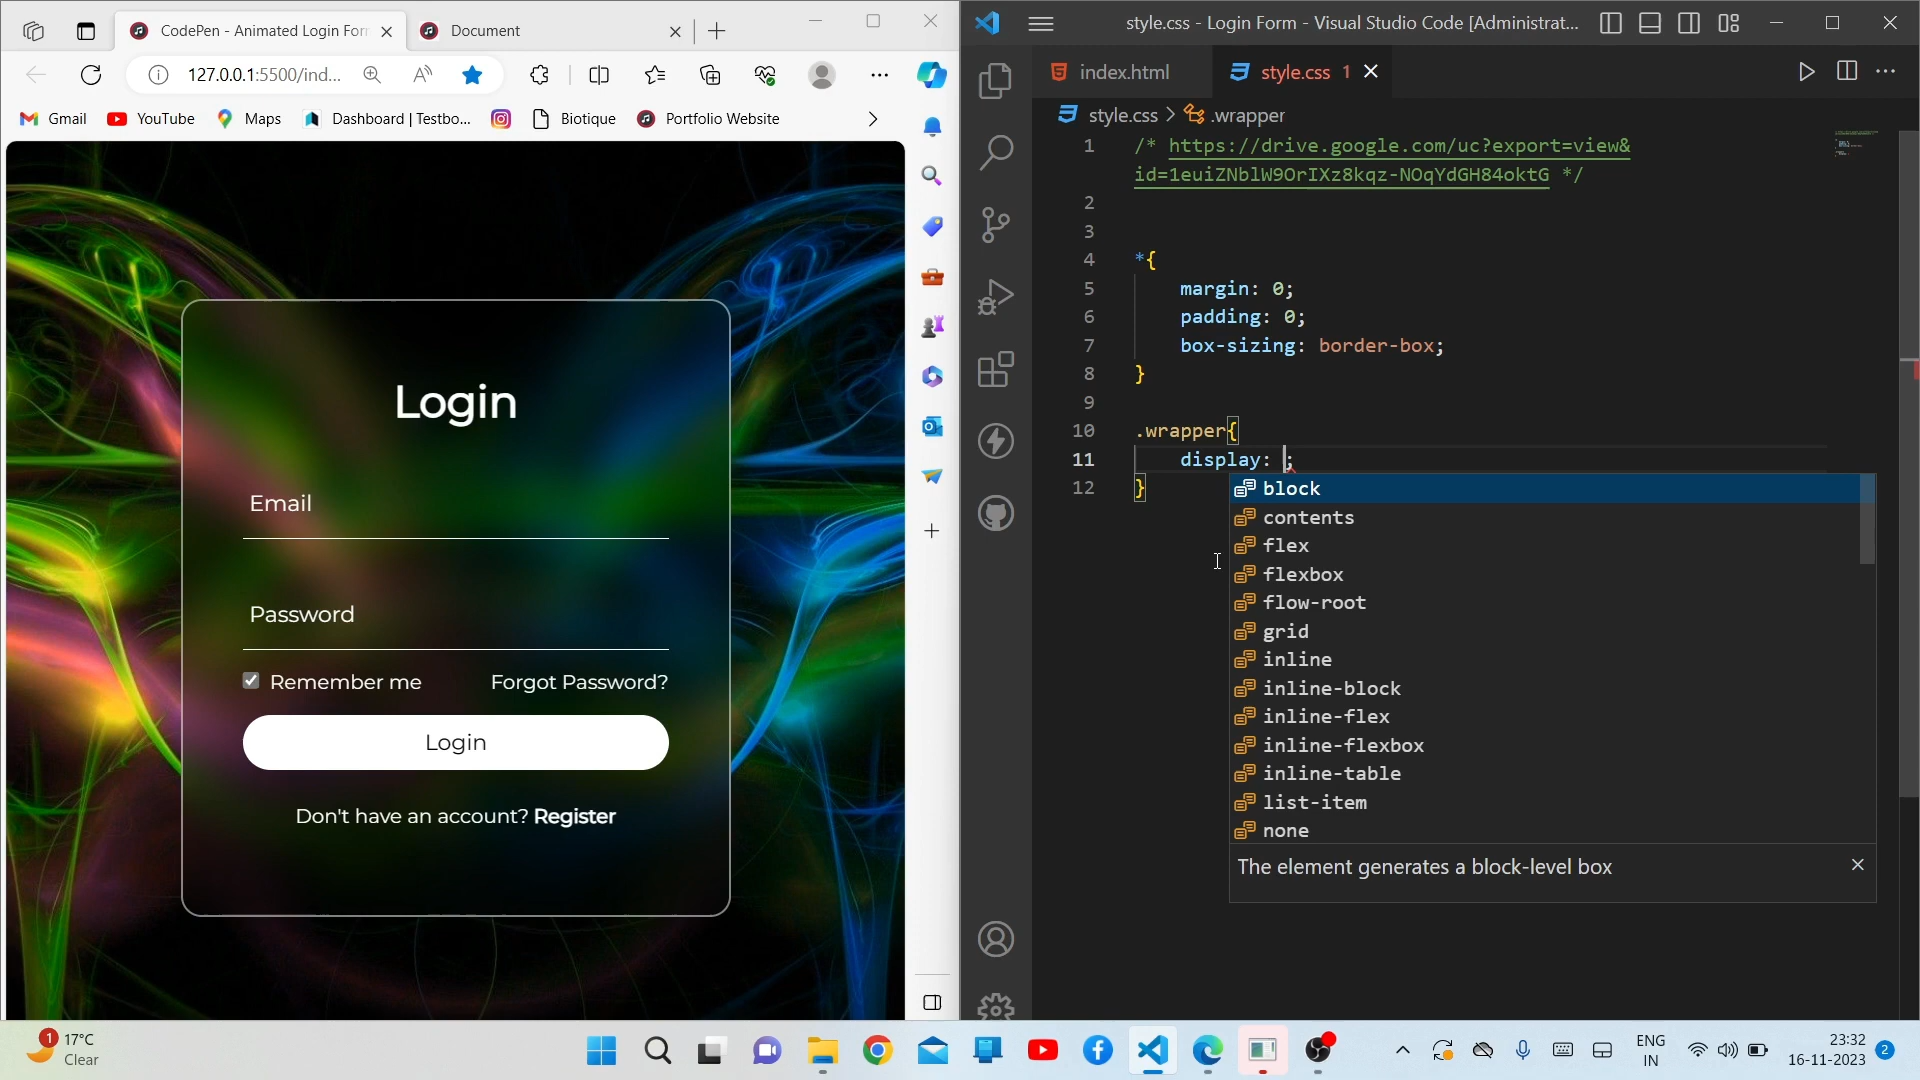 CodePen - Animated Login For
Document
127.0.0.1:5500/ind...
Gmail
YouTube
Maps
Dashboard | Testbo...
Biotique
Portfolio Website
Login
Email
Password
Remember me
Forgot Password?
Login
Don't have an account? Register
style.css - Login Form - Visual Studio Code [Administrat...
index.html
style.css 1
style.css > .wrapper
1 /* https://drive.google.com/uc?export=view&
id=1euiZNblW9OrIXz8kqz-NOqYdGH84oktG */
2
3
4 *{
5 margin: 0;
6 padding: 0;
7 box-sizing: border-box;
8 }
9
10 .wrapper{
11 display: ;
12 }
block
contents
flex
flexbox
flow-root
grid
inline
inline-block
inline-flex
inline-flexbox
inline-table
list-item
none
The element generates a block-level box
1
17°C
Clear
ENG
IN
23:32
16-11-2023
2